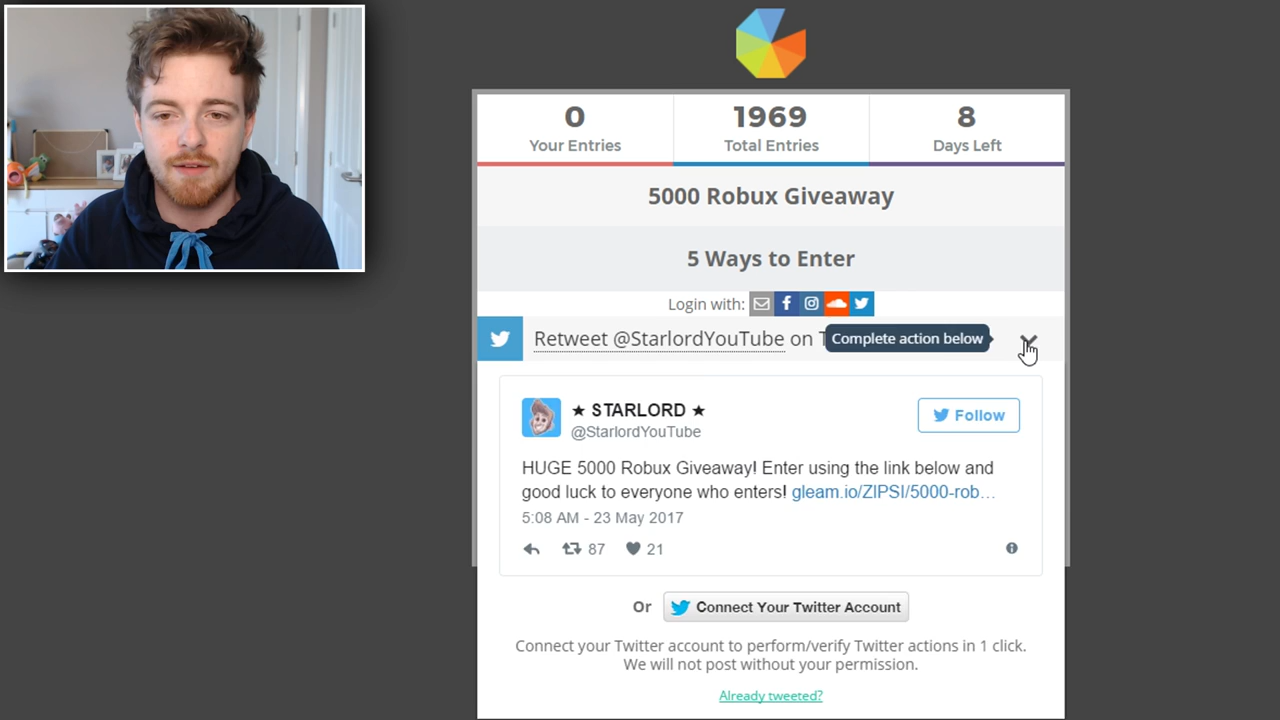 0
Your Entries
1969
Total Entries
8
Days Left
5000 Robux Giveaway
5 Ways to Enter
Login with:
Retweet @StarlordYouTube on T
Complete action below
★ STARLORD ★
@StarlordYouTube
Follow
HUGE 5000 Robux Giveaway! Enter using the link below and
good luck to everyone who enters! gleam.io/ZIPSI/5000-rob…
5:08 AM - 23 May 2017
87
21
Or
Connect Your Twitter Account
Connect your Twitter account to perform/verify Twitter actions in 1 click.
We will not post without your permission.
Already tweeted?